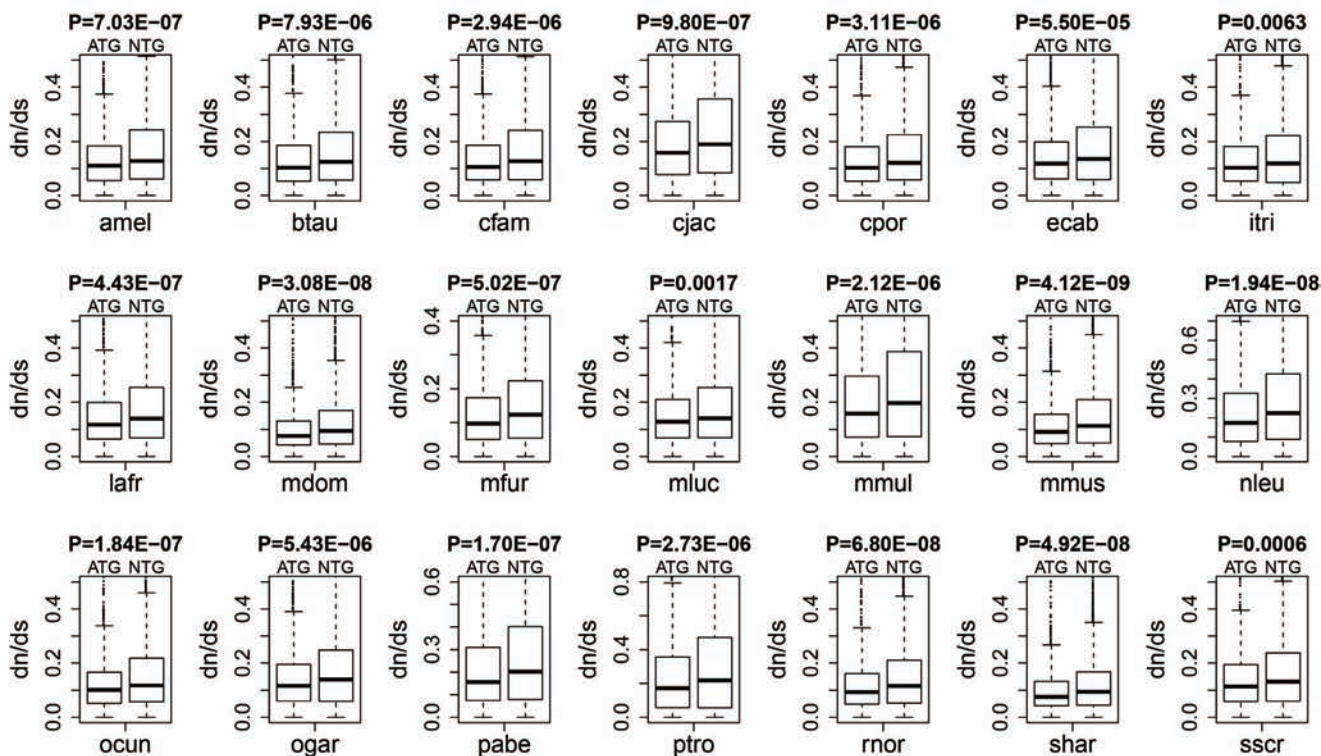 P=7.03E−07 P=7.93E−06 P=2.94E−06 P=9.80E−07 P=3.11E−06 P=5.50E−05 P=0.0063
ATG NTG ATG NTG ATG NTG ATG NTG ATG NTG ATG NTG ATG NTG
dn/ds 0.0 0.2 0.4 dn/ds 0.0 0.2 0.4 dn/ds 0.0 0.2 0.4 dn/ds 0.0 0.2 0.4 dn/ds 0.0 0.2 0.4 dn/ds 0.0 0.2 0.4 dn/ds 0.0 0.2 0.4
amel btau cfam cjac cpor ecab itri
P=4.43E−07 P=3.08E−08 P=5.02E−07 P=0.0017 P=2.12E−06 P=4.12E−09 P=1.94E−08
ATG NTG ATG NTG ATG NTG ATG NTG ATG NTG ATG NTG ATG NTG
dn/ds 0.0 0.2 0.4 dn/ds 0.0 0.2 0.4 dn/ds 0.0 0.2 0.4 dn/ds 0.0 0.2 0.4 dn/ds 0.0 0.2 0.4 dn/ds 0.0 0.2 0.4 dn/ds 0.0 0.3 0.6
lafr mdom mfur mluc mmul mmus nleu
P=1.84E−07 P=5.43E−06 P=1.70E−07 P=2.73E−06 P=6.80E−08 P=4.92E−08 P=0.0006
ATG NTG ATG NTG ATG NTG ATG NTG ATG NTG ATG NTG ATG NTG
dn/ds 0.0 0.2 0.4 dn/ds 0.0 0.2 0.4 dn/ds 0.0 0.3 0.6 dn/ds 0.0 0.4 0.8 dn/ds 0.0 0.2 0.4 dn/ds 0.0 0.2 0.4 dn/ds 0.0 0.2 0.4
ocun ogar pabe ptro rnor shar sscr